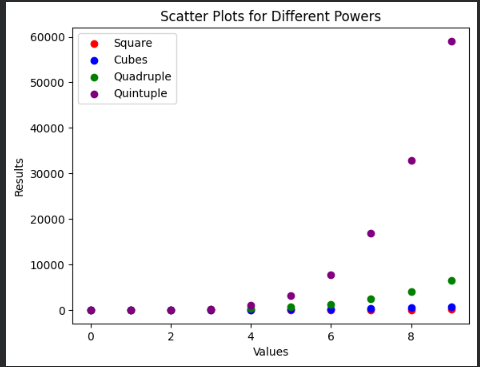 Scatter Plots for Different Powers
Square
Cubes
Quadruple
Quintuple
60000
50000
40000
30000
20000
10000
0
Results
0 2 4 6 8
Values